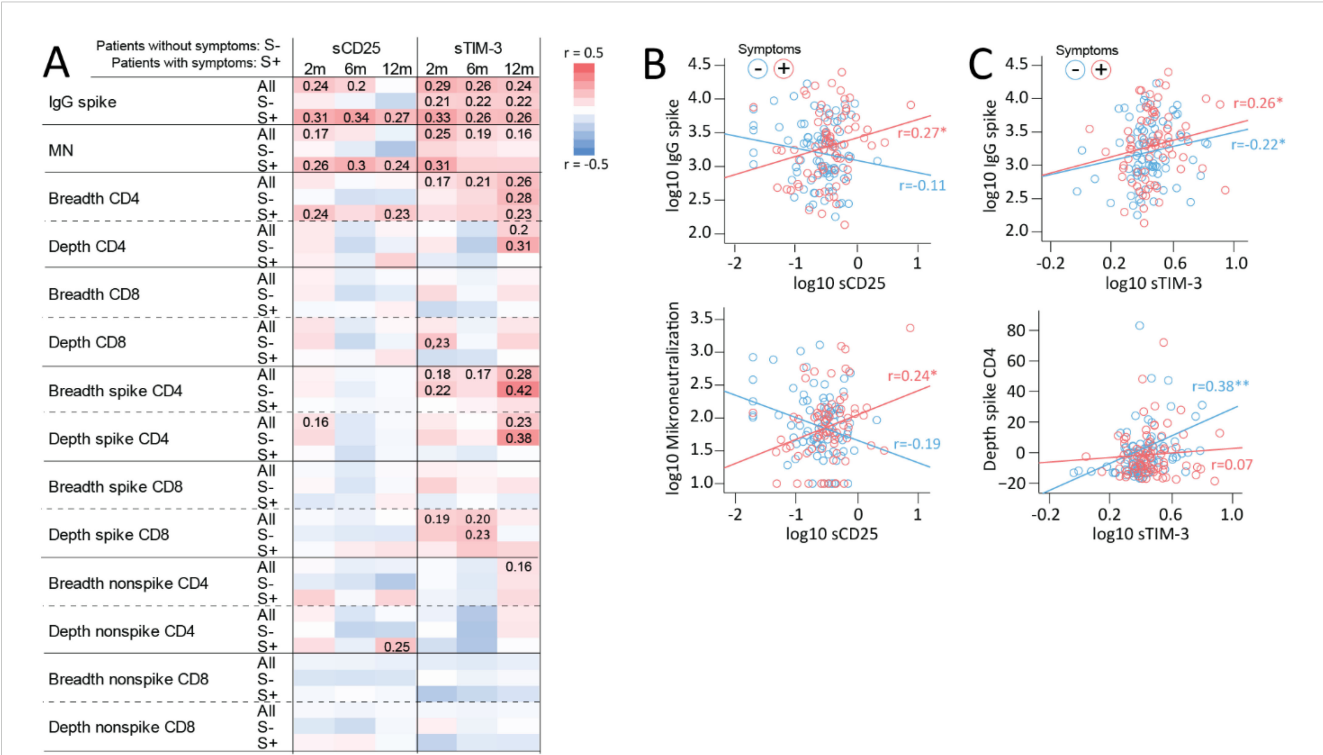 A
Patients without symptoms: S-
Patients with symptoms: S+
sCD25 sTIM-3
2m 6m 12m 2m 6m 12m
r = 0.5
r = -0.5
IgG spike
All 0.24 0.2 0.29 0.26 0.24
S- 0.21 0.22 0.22
S+ 0.31 0.34 0.27 0.33 0.26 0.26
MN
All 0.17 0.25 0.19 0.16
S-
S+ 0.26 0.3 0.24 0.31
Breadth CD4
All 0.17 0.21 0.26
S- 0.28
S+ 0.24 0.23 0.23
Depth CD4
All 0.2
S- 0.31
S+
Breadth CD8
All
S-
S+
Depth CD8
All
S- 0,23
S+
Breadth spike CD4
All 0.18 0.17 0.28
S- 0.22 0.42
S+
Depth spike CD4
All 0.16 0.23
S- 0.38
S+
Breadth spike CD8
All
S-
S+
Depth spike CD8
All 0.19 0.20
S- 0.23
S+
Breadth nonspike CD4
All 0.16
S-
S+
Depth nonspike CD4
All
S-
S+ 0.25
Breadth nonspike CD8
All
S-
S+
Depth nonspike CD8
All
S-
S+
B
Symptoms
- +
log10 IgG spike
4.5
4.0
3.5
3.0
2.5
2.0
r=0.27*
r=-0.11
-2 -1 0 1
log10 sCD25
log10 Mikroneutralization
3.5
3.0
2.5
2.0
1.5
1.0
r=0.24*
r=-0.19
-2 -1 0 1
log10 sCD25
C
Symptoms
- +
log10 IgG spike
4.5
4.0
3.5
3.0
2.5
2.0
r=0.26*
r=-0.22*
-0.2 0.2 0.6 1.0
log10 sTIM-3
Depth spike CD4
80
60
40
20
0
−20
r=0.38**
r=0.07
-0.2 0.2 0.6 1.0
log10 sTIM-3